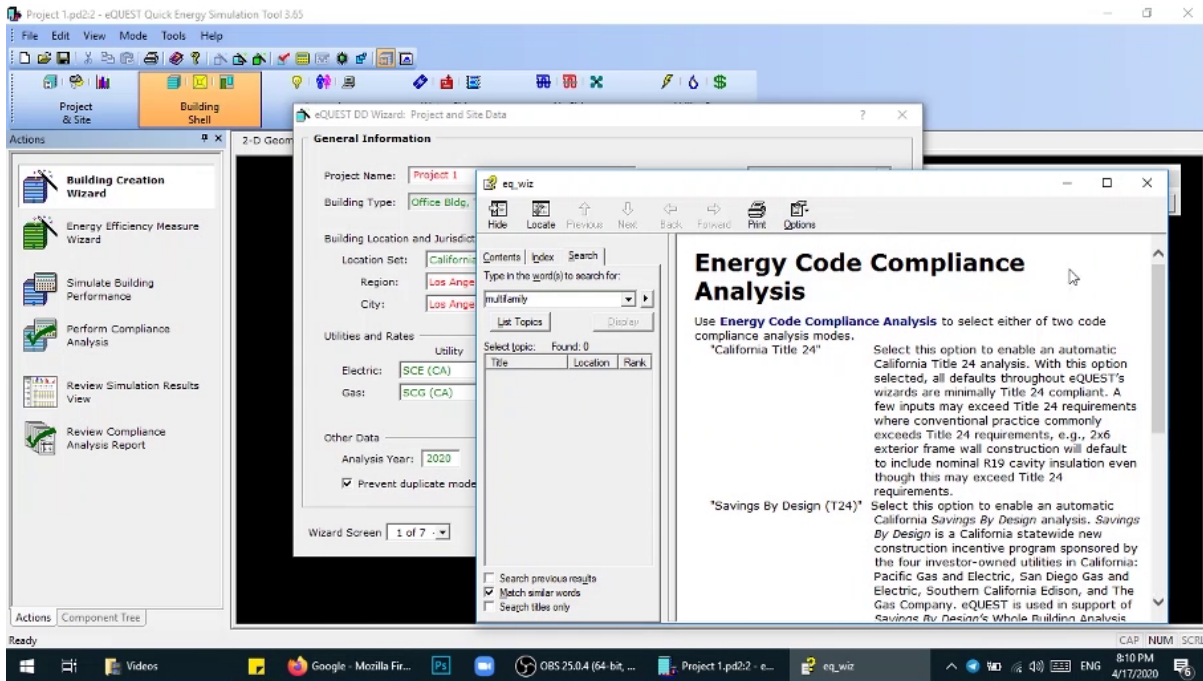 Project 1.pd2:2 - eQUEST Quick Energy Simulation Tool 3.65
File Edit View Mode Tools Help
Project & Site
Building Shell
Actions
2-D Geom
Building Creation Wizard
Energy Efficiency Measure Wizard
Simulate Building Performance
Perform Compliance Analysis
Review Simulation Results View
Review Compliance Analysis Report
Actions Component Tree
Ready
CAP NUM SCRL
eQUEST DD Wizard: Project and Site Data
General Information
Project Name: Project 1
Building Type: Office Bldg,
Building Location and Jurisdict
Location Set: California
Region: Los Ange
City: Los Ange
Utilities and Rates
Utility
Electric: SCE (CA)
Gas: SCG (CA)
Other Data
Analysis Year: 2020
Prevent duplicate mode
Wizard Screen 1 of 7
eq_wiz
Hide Locate Previous Next Back Forward Print Options
Contents Index Search
Type in the word(s) to search for:
multifamily
List Topics Display
Select topic: Found: 0
Title Location Rank
Search previous results
Match similar words
Search titles only
Energy Code Compliance
Analysis
Use Energy Code Compliance Analysis to select either of two code
compliance analysis modes.
"California Title 24" Select this option to enable an automatic
California Title 24 analysis. With this option
selected, all defaults throughout eQUEST's
wizards are minimally Title 24 compliant. A
few inputs may exceed Title 24 requirements
where conventional practice commonly
exceeds Title 24 requirements, e.g., 2x6
exterior frame wall construction will default
to include nominal R19 cavity insulation even
though this may exceed Title 24
requirements.
"Savings By Design (T24)" Select this option to enable an automatic
California Savings By Design analysis. Savings
By Design is a California statewide new
construction incentive program sponsored by
the four investor-owned utilities in California:
Pacific Gas and Electric, San Diego Gas and
Electric, Southern California Edison, and The
Gas Company. eQUEST is used in support of
Savings By Design's Whole Building Analysis
Videos
Google - Mozilla Fir...
Ps
OBS 25.0.4 (64-bit, ...
Project 1.pd2:2 - e...
eq_wiz
ENG
8:10 PM
4/17/2020
6